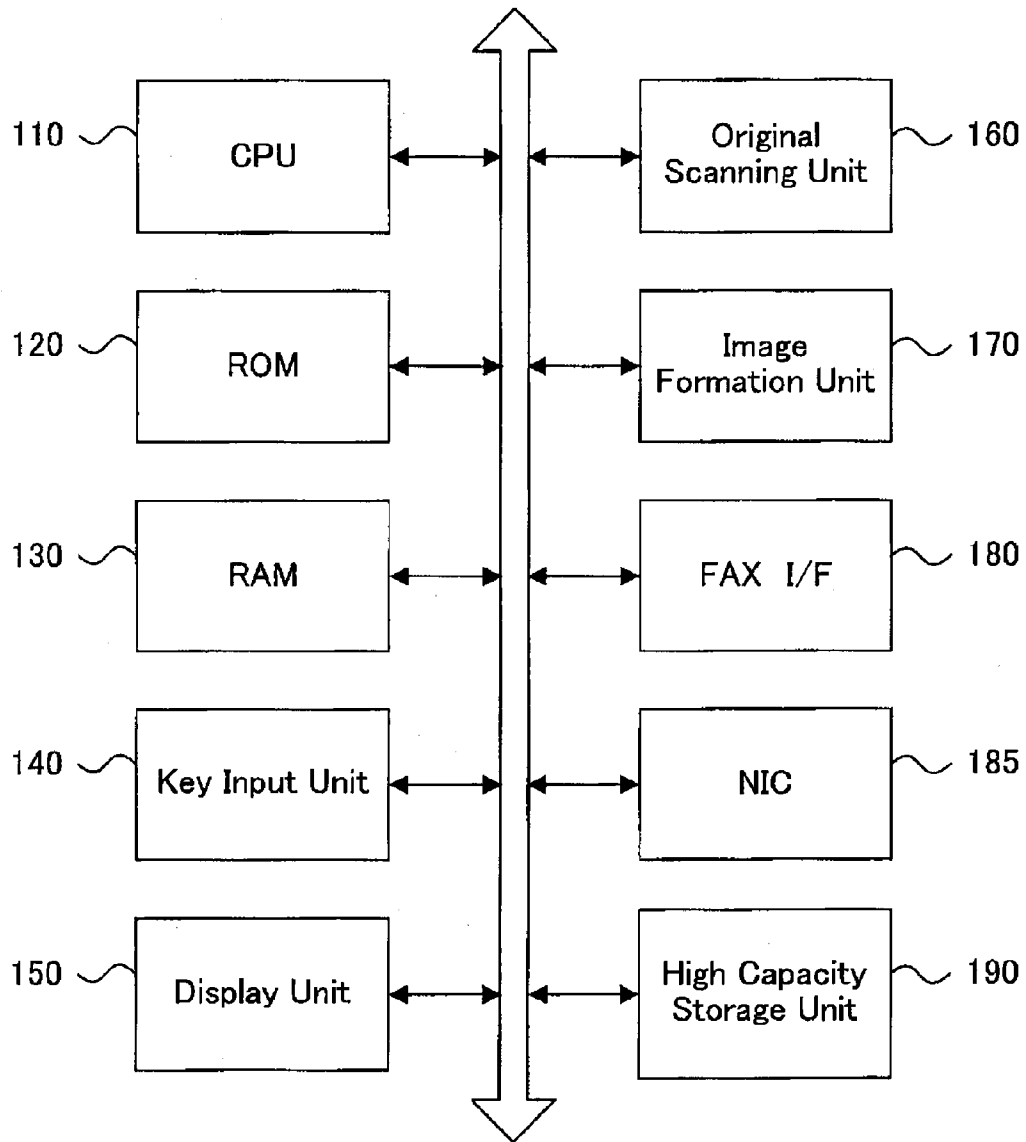 110
CPU
120
ROM
130
RAM
140
Key Input Unit
150
Display Unit
Original
Scanning Unit
160
Image
Formation Unit
170
FAX I/F
180
NIC
185
High Capacity
Storage Unit
190